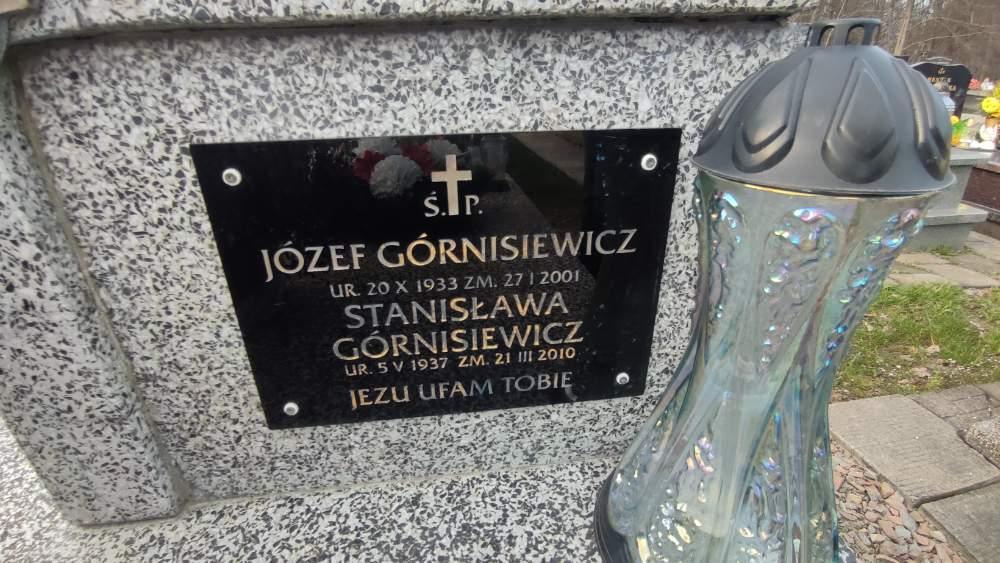 Ś.P.
JÓZEF GÓRNISIEWICZ
UR. 20 X 1933 ZM. 27 I 2001
STANISŁAWA
GÓRNISIEWICZ
UR. 5 V 1937 ZM. 21 III 2010
JEZU UFAM TOBIE